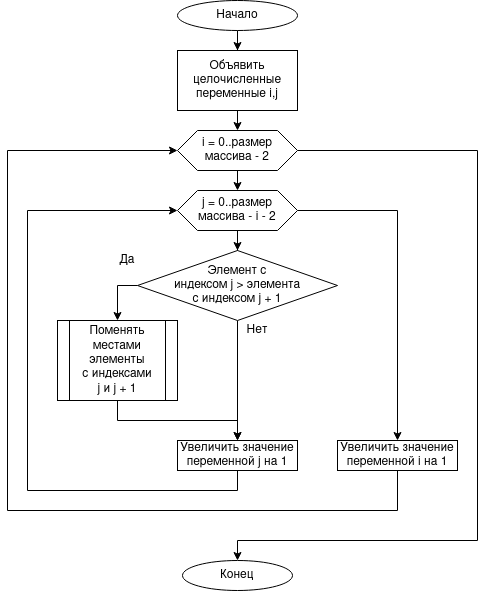 Начало
Объявить
целочисленные
переменные i,j
i = 0..размер
массива - 2
j = 0..размер
массива - i - 2
Да
Элемент с
индексом j > элемента
с индексом j + 1
Нет
Поменять
местами
элементы
с индексами
j и j + 1
Увеличить значение
переменной j на 1
Увеличить значение
переменной i на 1
Конец